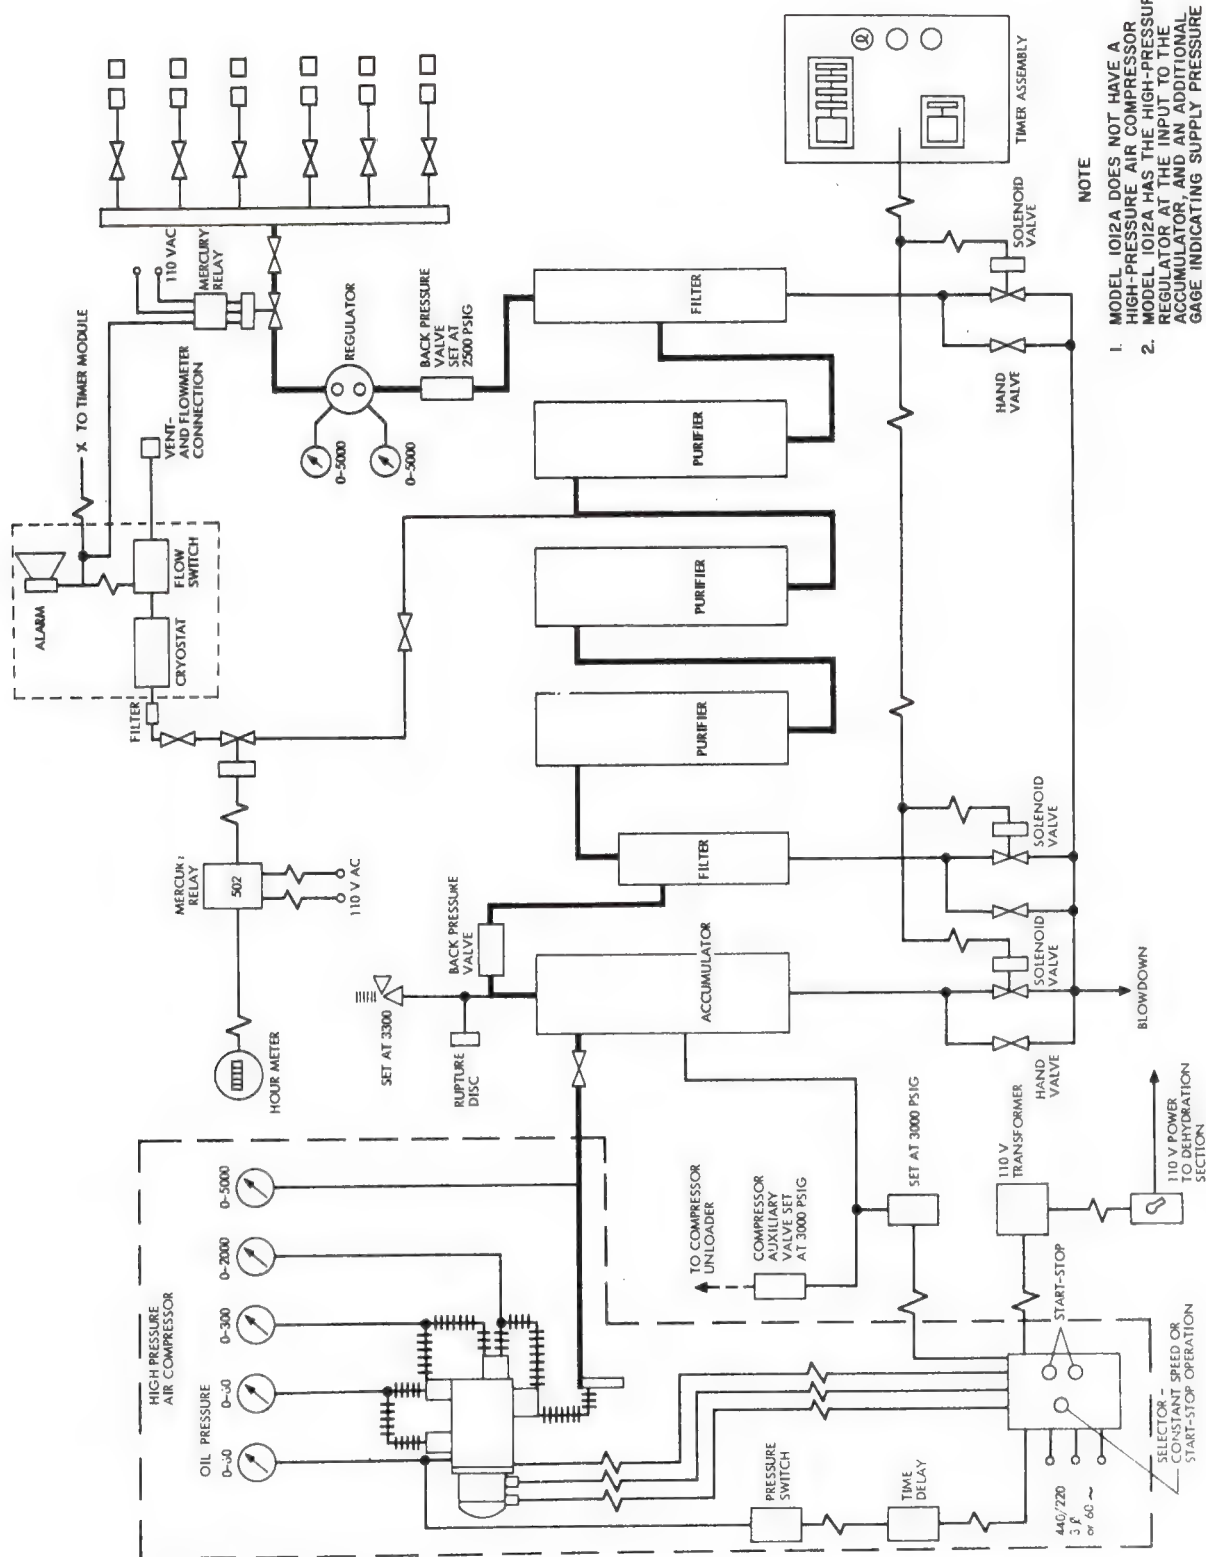 HIGH PRESSURE
AIR COMPRESSOR
OIL PRESSURE
0-60
0-60
0-300
0-2000
0-5000
HOUR METER
MERCURY
RELAY
502
110 V AC
SET AT 3300
RUPTURE
DISC
BACK PRESSURE
VALVE
ACCUMULATOR
FILTER
PURIFIER
PURIFIER
PURIFIER
FILTER
FILTER
CRYOSTAT
FLOW
SWITCH
ALARM
X TO TIMER MODULE
VENT-
AND FLOWMETER
CONNECTION
110 VAC
MERCURY
RELAY
REGULATOR
0-5000
0-5000
BACK PRESSURE
VALVE
SET AT
2500 PSIG
TIMER ASSEMBLY
SOLENOID
VALVE
HAND
VALVE
SOLENOID
VALVE
SOLENOID
VALVE
HAND
VALVE
BLOWDOWN
TO COMPRESSOR
UNLOADER
COMPRESSOR
AUXILIARY
VALVE SET
AT 3000 PSIG
SET AT 3000 PSIG
110 V
TRANSFORMER
110 V POWER
TO DEHYDRATION
SECTION
START-STOP
SELECTOR -
CONSTANT SPEED OR
START-STOP OPERATION
PRESSURE
SWITCH
TIME
DELAY
440/220
or 60 ~
NOTE
1. MODEL 1012A DOES NOT HAVE A
HIGH-PRESSURE AIR COMPRESSOR
2. MODEL 1012A HAS THE HIGH-PRESSUR
REGULATOR AT THE INPUT TO THE
ACCUMULATOR, AND AN ADDITIONAL
GAGE INDICATING SUPPLY PRESSURE